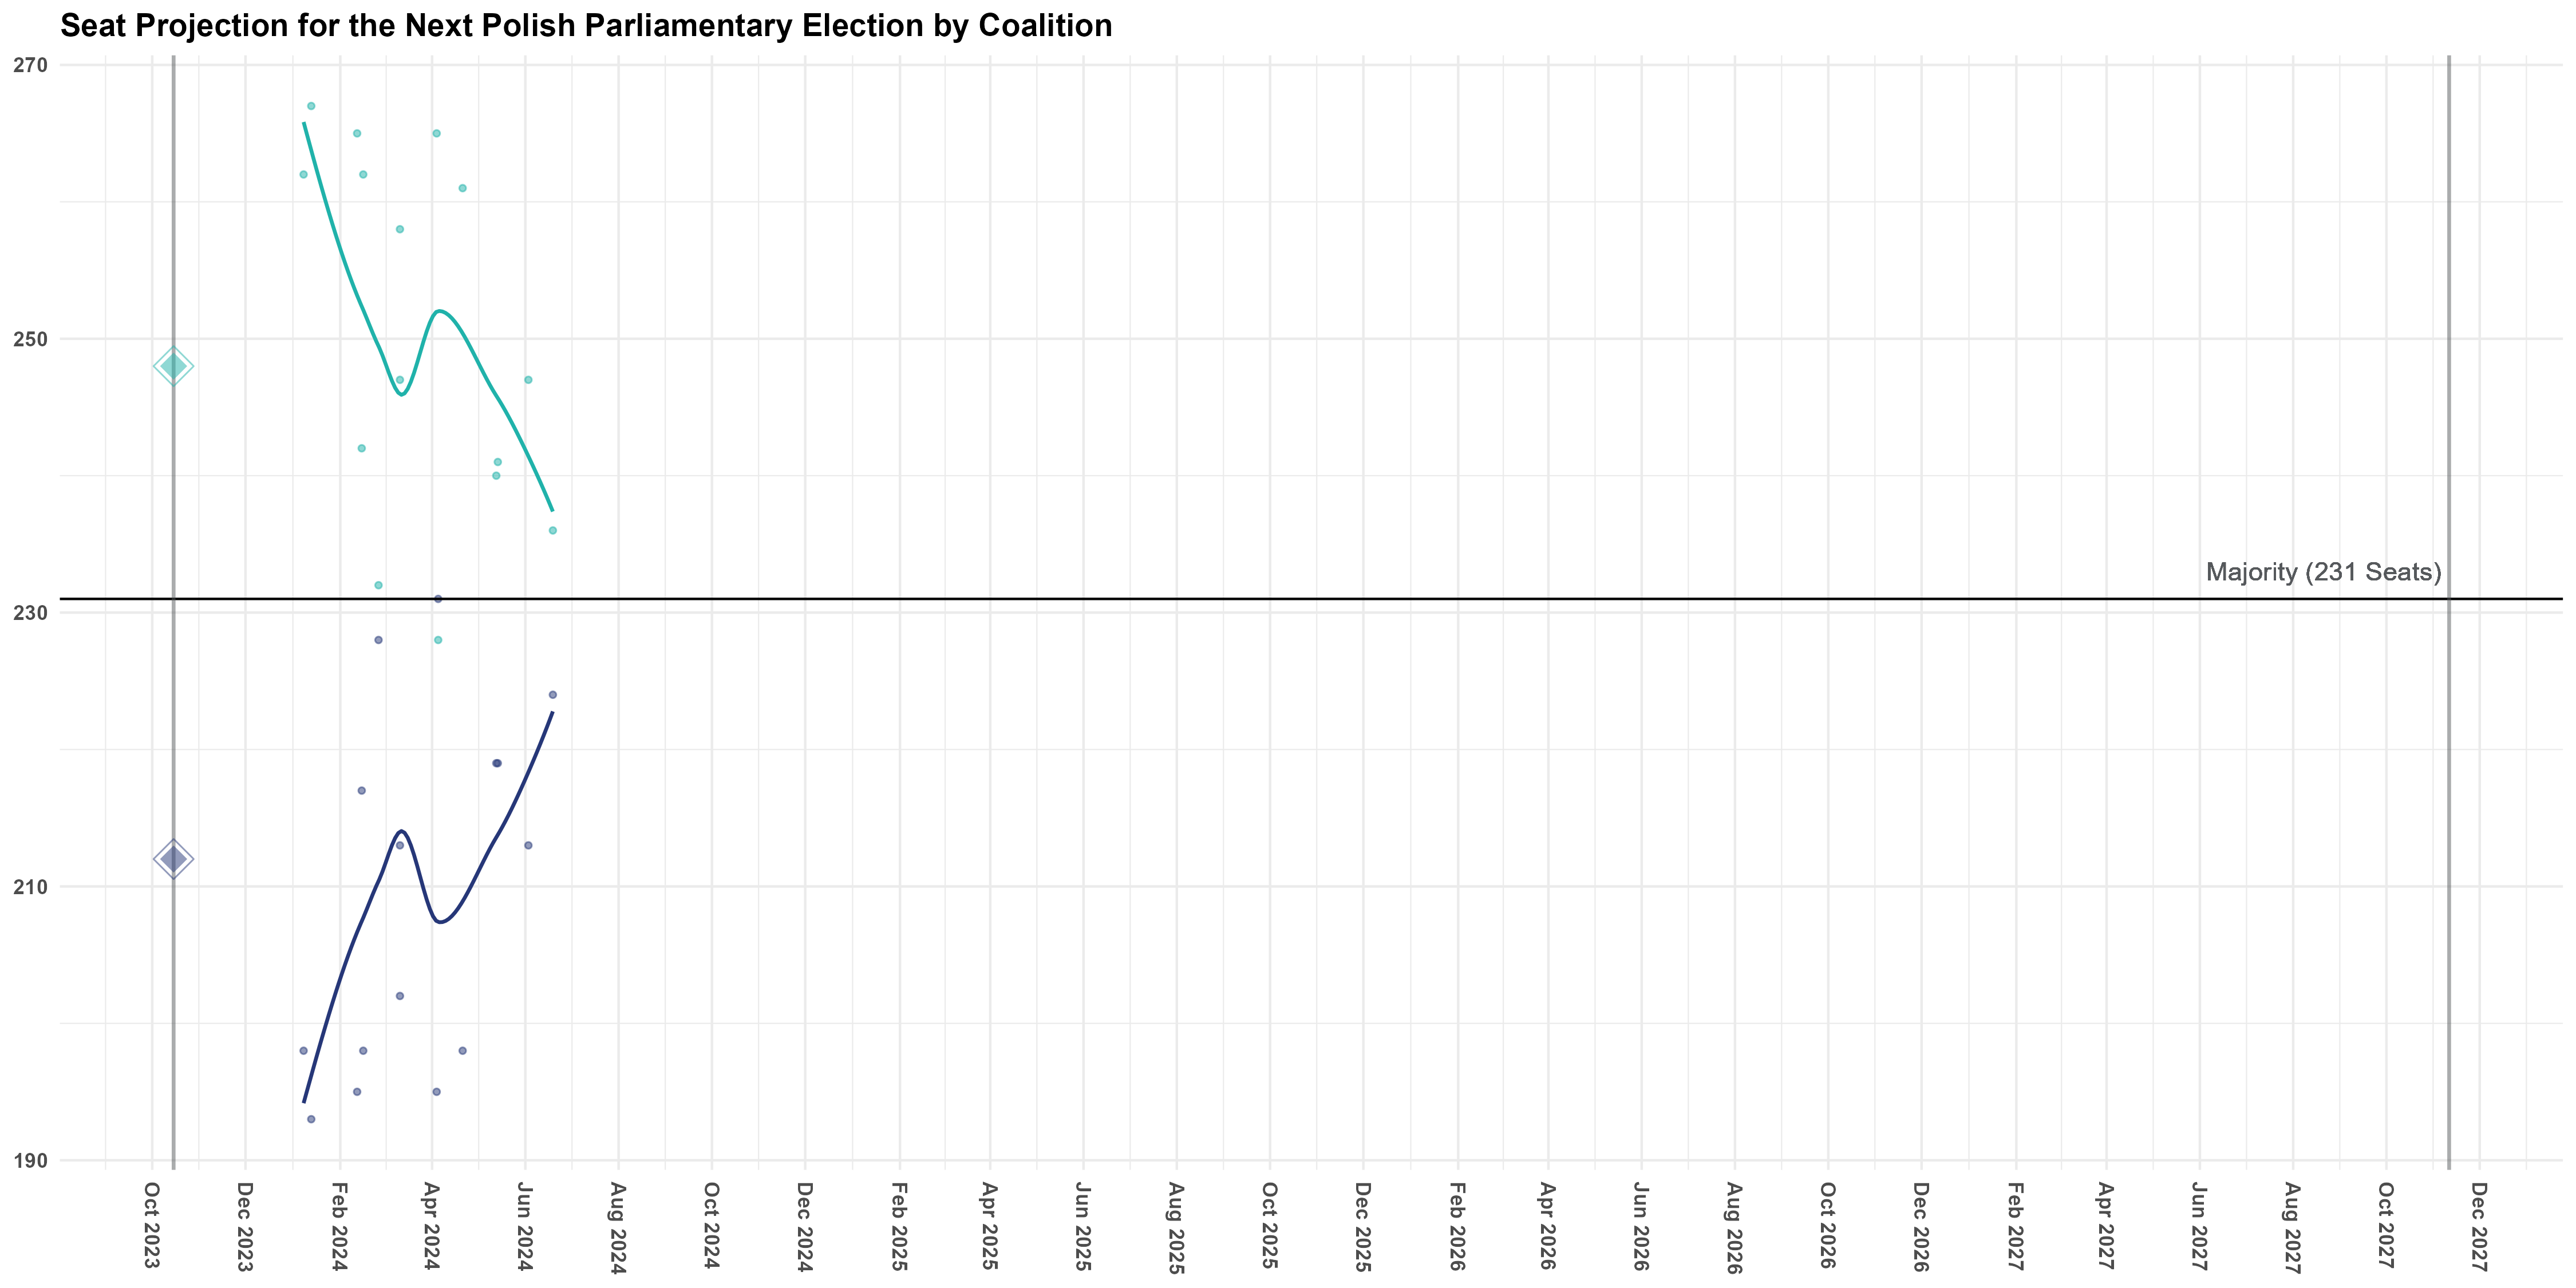 Seat Projection for the Next Polish Parliamentary Election by Coalition
270
250
230
210
190
Majority (231 Seats)
Oct 2023
Dec 2023
Feb 2024
Apr 2024
Jun 2024
Aug 2024
Oct 2024
Dec 2024
Feb 2025
Apr 2025
Jun 2025
Aug 2025
Oct 2025
Dec 2025
Feb 2026
Apr 2026
Jun 2026
Aug 2026
Oct 2026
Dec 2026
Feb 2027
Apr 2027
Jun 2027
Aug 2027
Oct 2027
Dec 2027